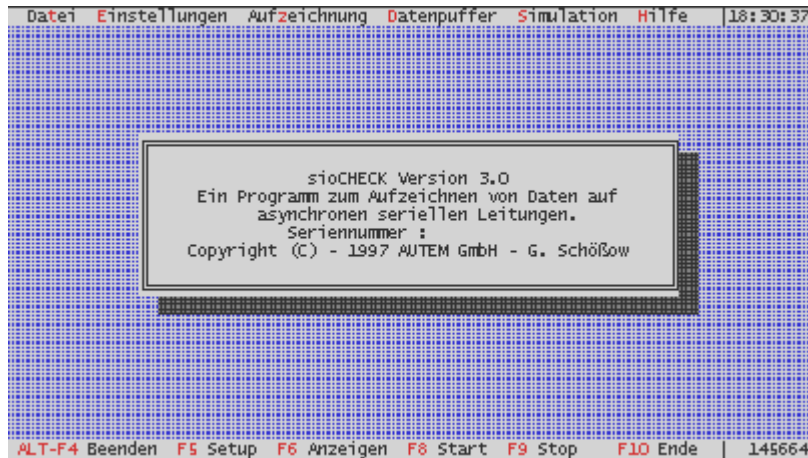 Datei Einstellungen Aufzeichnung Datenpuffer Simulation Hilfe |18:30:37
sioCHECK Version 3.0
Ein Programm zum Aufzeichnen von Daten auf
asynchronen seriellen Leitungen.
Seriennummer :
Copyright (C) - 1997 AUTEM GmbH - G. Schößow
ALT-F4 Beenden F5 Setup F6 Anzeigen F8 Start F9 Stop F10 Ende | 145664